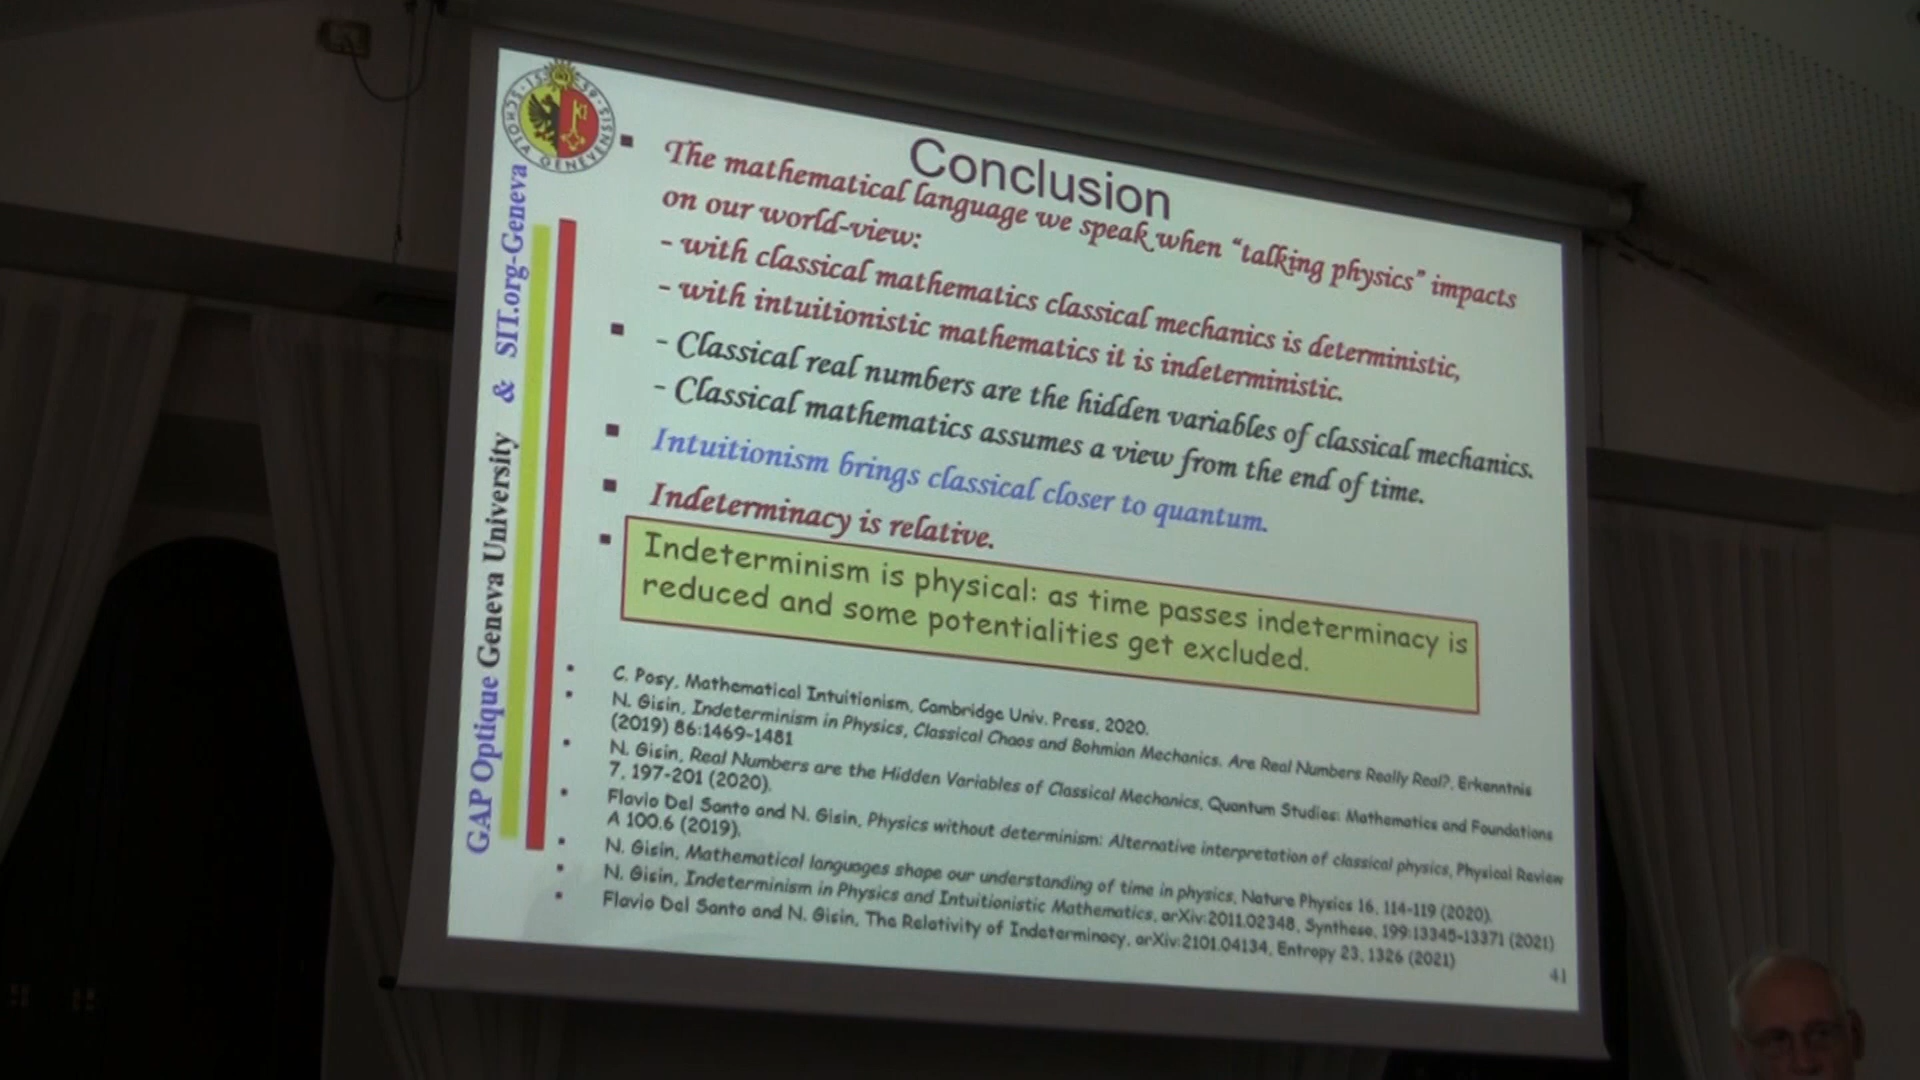 SCHOLA GENEVENSIS
GAP Optique Geneva University & SIT.org-Geneva
Conclusion
▪ The mathematical language we speak when “talking physics” impacts
on our world-view:
- with classical mathematics classical mechanics is deterministic,
- with intuitionistic mathematics it is indeterministic.
▪ - Classical real numbers are the hidden variables of classical mechanics.
- Classical mathematics assumes a view from the end of time.
▪ Intuitionism brings classical closer to quantum.
▪ Indeterminacy is relative.
▪ Indeterminism is physical: as time passes indeterminacy is
reduced and some potentialities get excluded.
• C. Posy, Mathematical Intuitionism, Cambridge Univ. Press, 2020.
• N. Gisin, Indeterminism in Physics, Classical Chaos and Bohmian Mechanics. Are Real Numbers Really Real?, Erkenntnis
(2019) 86:1469-1481
• N. Gisin, Real Numbers are the Hidden Variables of Classical Mechanics, Quantum Studies: Mathematics and Foundations
7, 197-201 (2020).
• Flavio Del Santo and N. Gisin, Physics without determinism: Alternative interpretation of classical physics, Physical Review
A 100.6 (2019).
• N. Gisin, Mathematical languages shape our understanding of time in physics, Nature Physics 16, 114-119 (2020).
• N. Gisin, Indeterminism in Physics and Intuitionistic Mathematics, arXiv:2011.02348, Synthese, 199:13345-13371 (2021)
• Flavio Del Santo and N. Gisin, The Relativity of Indeterminacy, arXiv:2101.04134, Entropy 23, 1326 (2021)
41